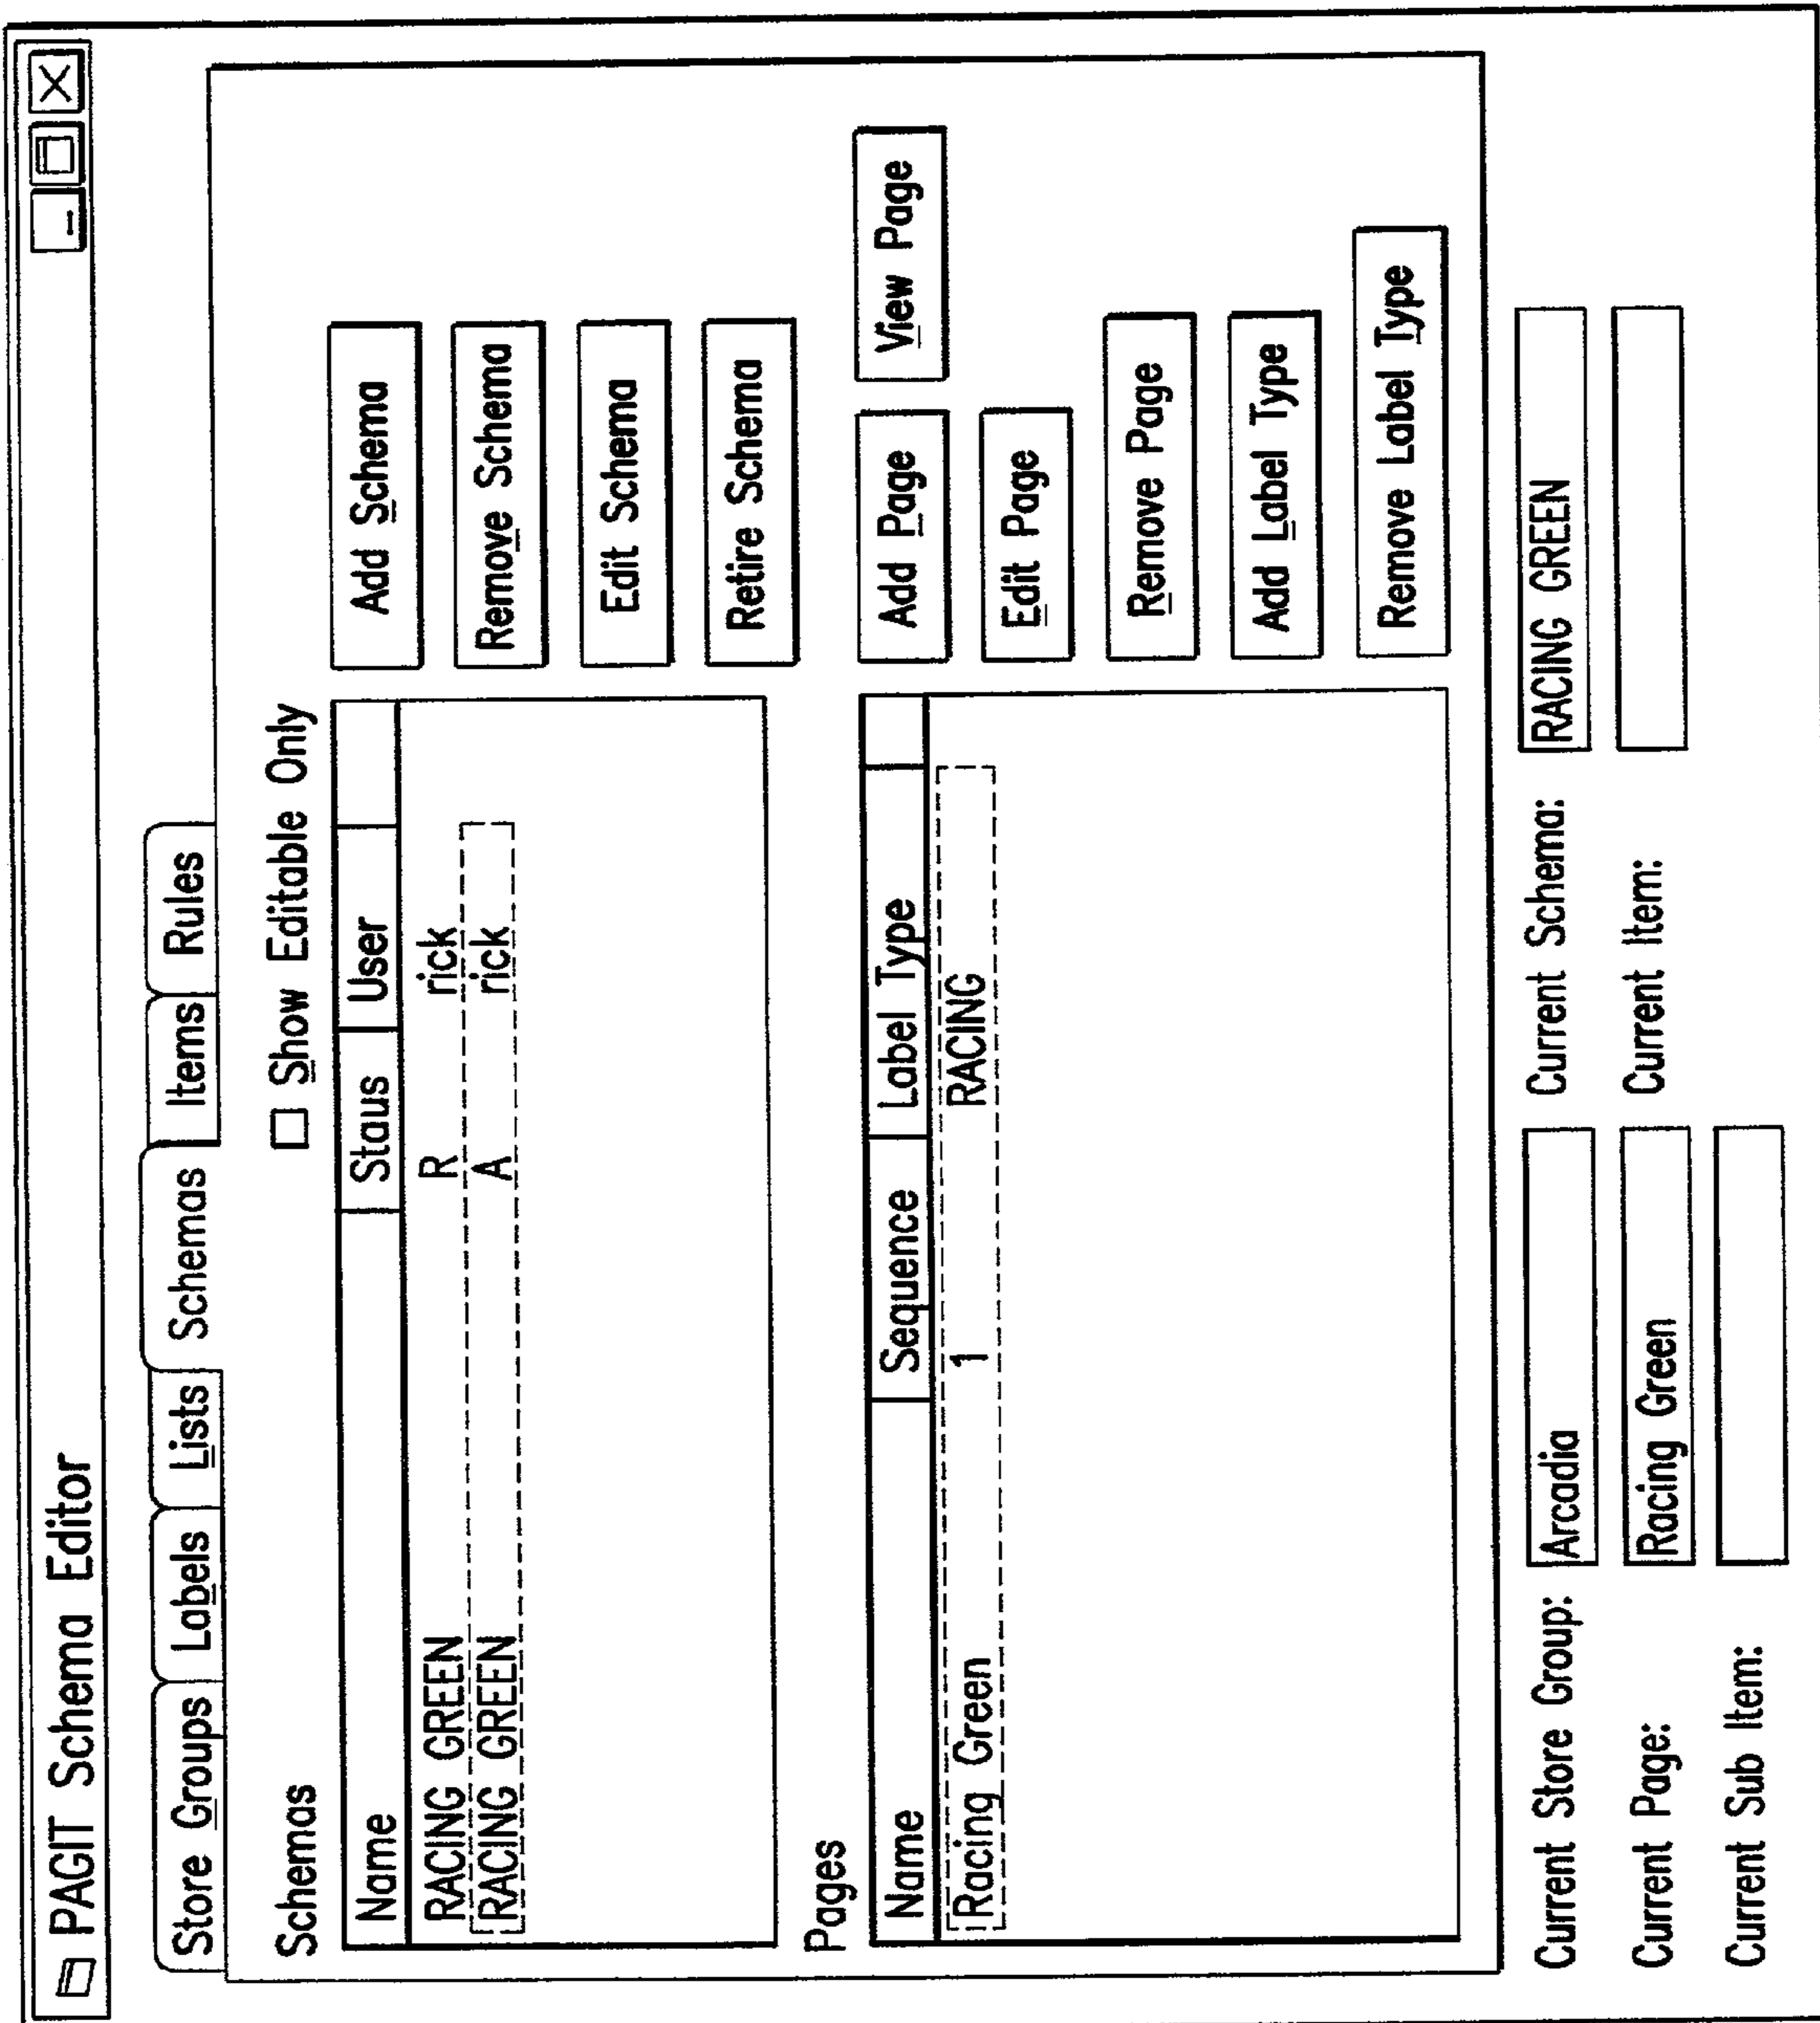 PAGIT Schema Editor
Store Groups Labels Lists Schemas Items Rules
Schemas
Show Editable Only
Name Staus User
RACING GREEN R rick
RACING GREEN A rick
Add Schema
Remove Schema
Edit Schema
Retire Schema
Pages
Name Sequence Label Type
Racing Green 1 RACING
Add Page View Page
Edit Page
Remove Page
Add Label Type
Remove Label Type
Current Store Group: Arcadia Current Schema: RACING GREEN
Current Page: Racing Green Current Item:
Current Sub Item: